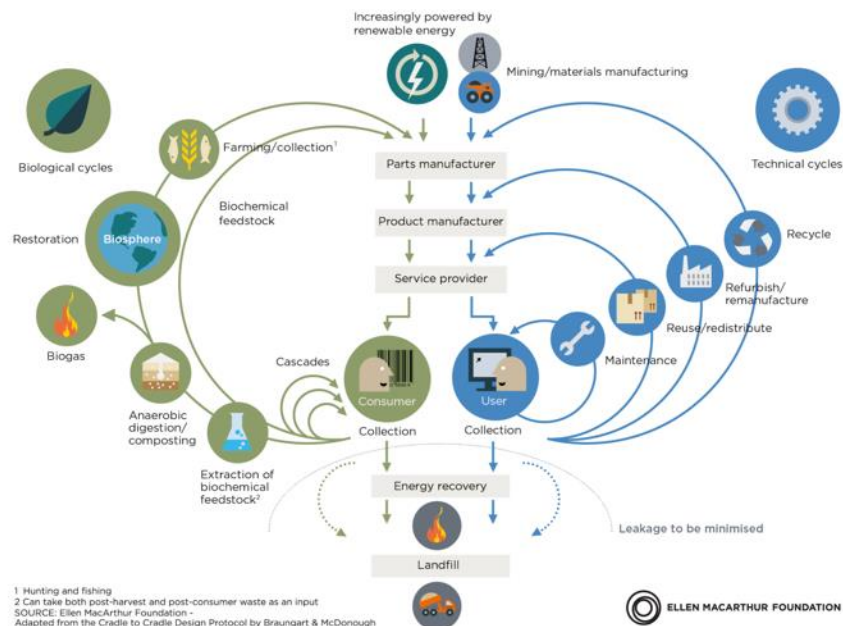 Increasingly powered by
renewable energy
Mining/materials manufacturing
Biological cycles
Farming/collection1
Parts manufacturer
Technical cycles
Biochemical
feedstock
Product manufacturer
Restoration
Biosphere
Recycle
Service provider
Refurbish/
remanufacture
Reuse/redistribute
Biogas
Cascades
Maintenance
Consumer
User
Anaerobic
digestion/
composting
Collection
Collection
Extraction of
biochemical
feedstock2
Energy recovery
Leakage to be minimised
Landfill
1 Hunting and fishing
2 Can take both post-harvest and post-consumer waste as an input
SOURCE: Ellen MacArthur Foundation -
Adapted from the Cradle to Cradle Design Protocol by Braungart & McDonough
ELLEN MACARTHUR FOUNDATION